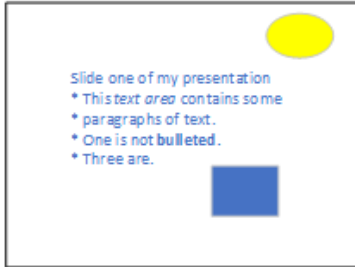 Slide one of my presentation
* This text area contains some
* paragraphs of text.
* One is not bulleted.
* Three are.